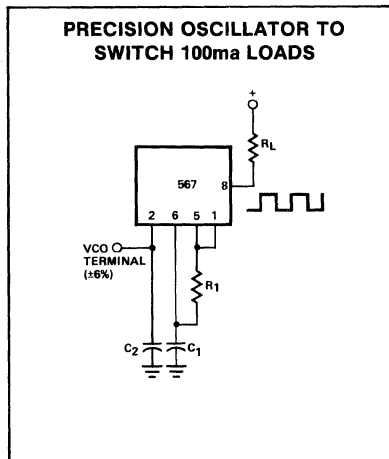 PRECISION OSCILLATOR TO
SWITCH 100ma LOADS
+
RL
8
567
2 6 5 1
VCO
TERMINAL
(±6%)
R1
C2 C1